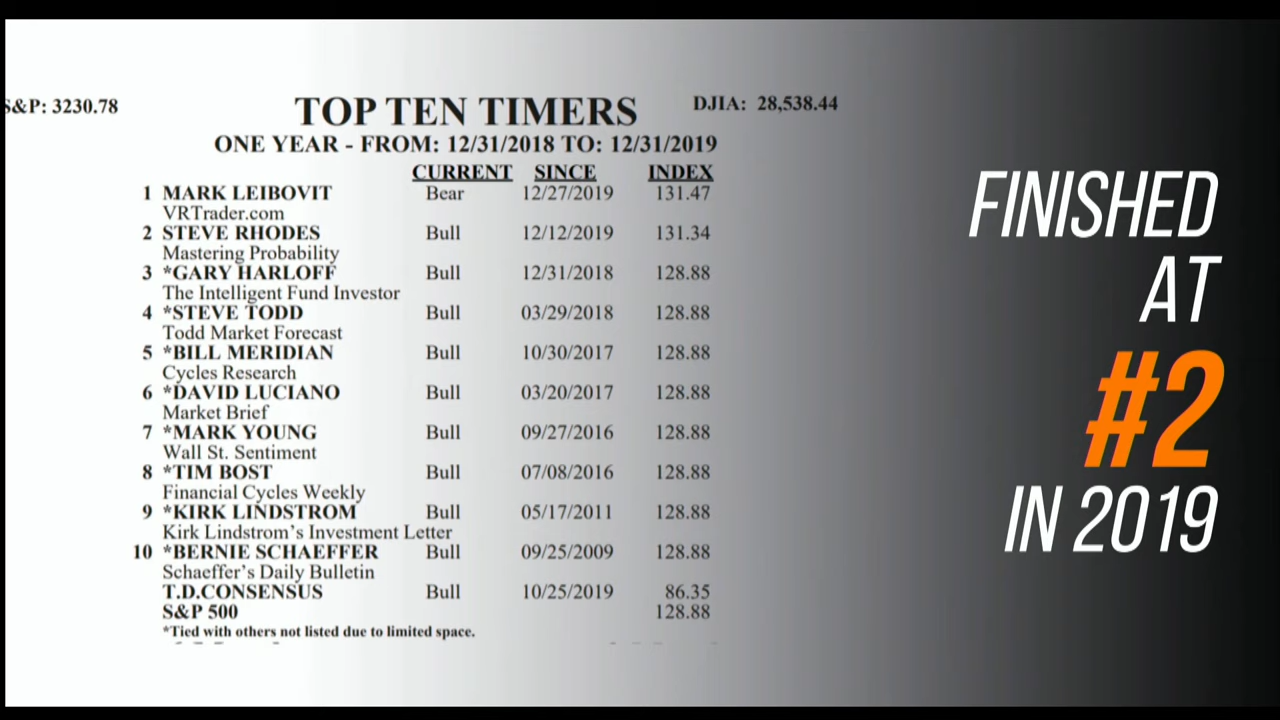 S&P: 3230.78
TOP TEN TIMERS
DJIA: 28,538.44
ONE YEAR - FROM: 12/31/2018 TO: 12/31/2019
CURRENT SINCE INDEX
1 MARK LEIBOVIT Bear 12/27/2019 131.47
VRTrader.com
2 STEVE RHODES Bull 12/12/2019 131.34
Mastering Probability
3 *GARY HARLOFF Bull 12/31/2018 128.88
The Intelligent Fund Investor
4 *STEVE TODD Bull 03/29/2018 128.88
Todd Market Forecast
5 *BILL MERIDIAN Bull 10/30/2017 128.88
Cycles Research
6 *DAVID LUCIANO Bull 03/20/2017 128.88
Market Brief
7 *MARK YOUNG Bull 09/27/2016 128.88
Wall St. Sentiment
8 *TIM BOST Bull 07/08/2016 128.88
Financial Cycles Weekly
9 *KIRK LINDSTROM Bull 05/17/2011 128.88
Kirk Lindstrom's Investment Letter
10 *BERNIE SCHAEFFER Bull 09/25/2009 128.88
Schaeffer's Daily Bulletin
T.D.CONSENSUS Bull 10/25/2019 86.35
S&P 500 128.88
*Tied with others not listed due to limited space.
FINISHED
AT
#2
IN 2019